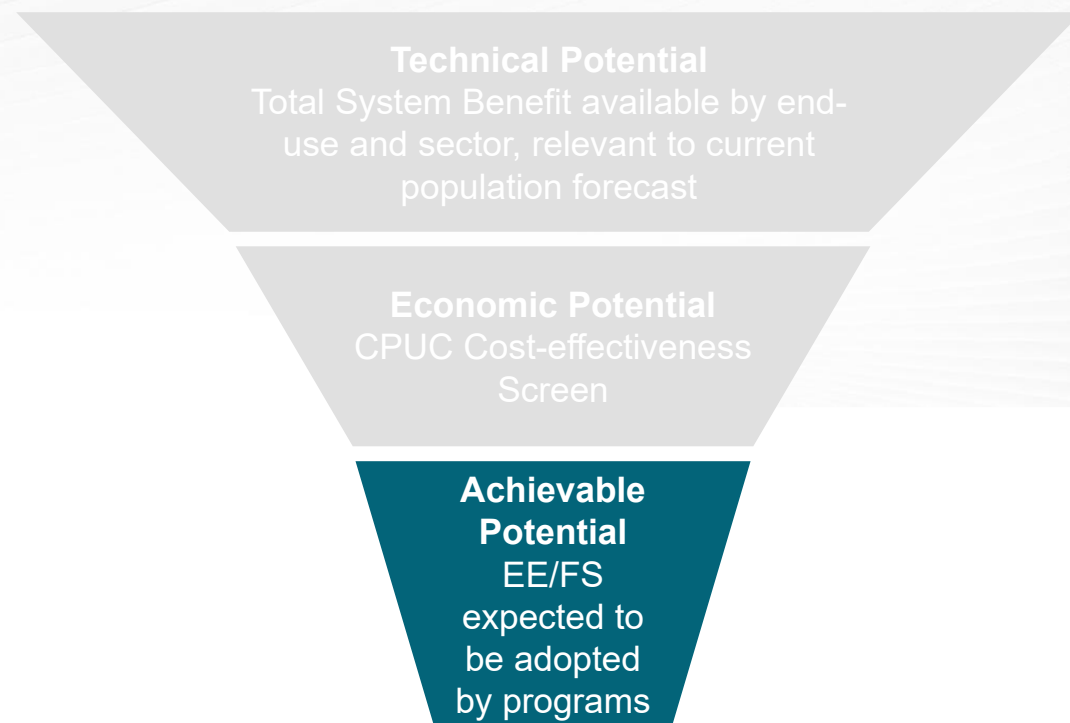 Technical Potential
Total System Benefit available by end-
use and sector, relevant to current
population forecast
Economic Potential
CPUC Cost-effectiveness
Screen
Achievable
Potential
EE/FS
expected to
be adopted
by programs